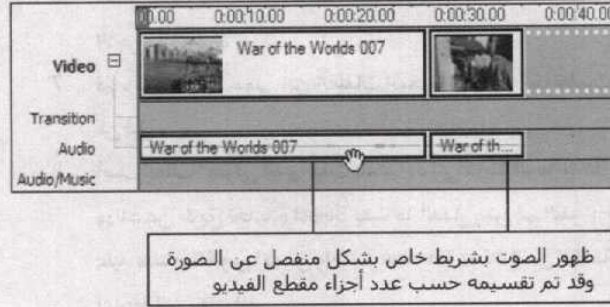 00.00 0:00:10.00 0:00:20.00 0:00:30.00 0:00:40.00
Video
War of the Worlds 007
Transition
Audio
War of the Worlds 007
War of th...
Audio/Music
ظهور الصوت بشريط خاص بشكل منفصل عن الصورة
وقد تم تقسيمه حسب عدد أجزاء مقطع الفيديو